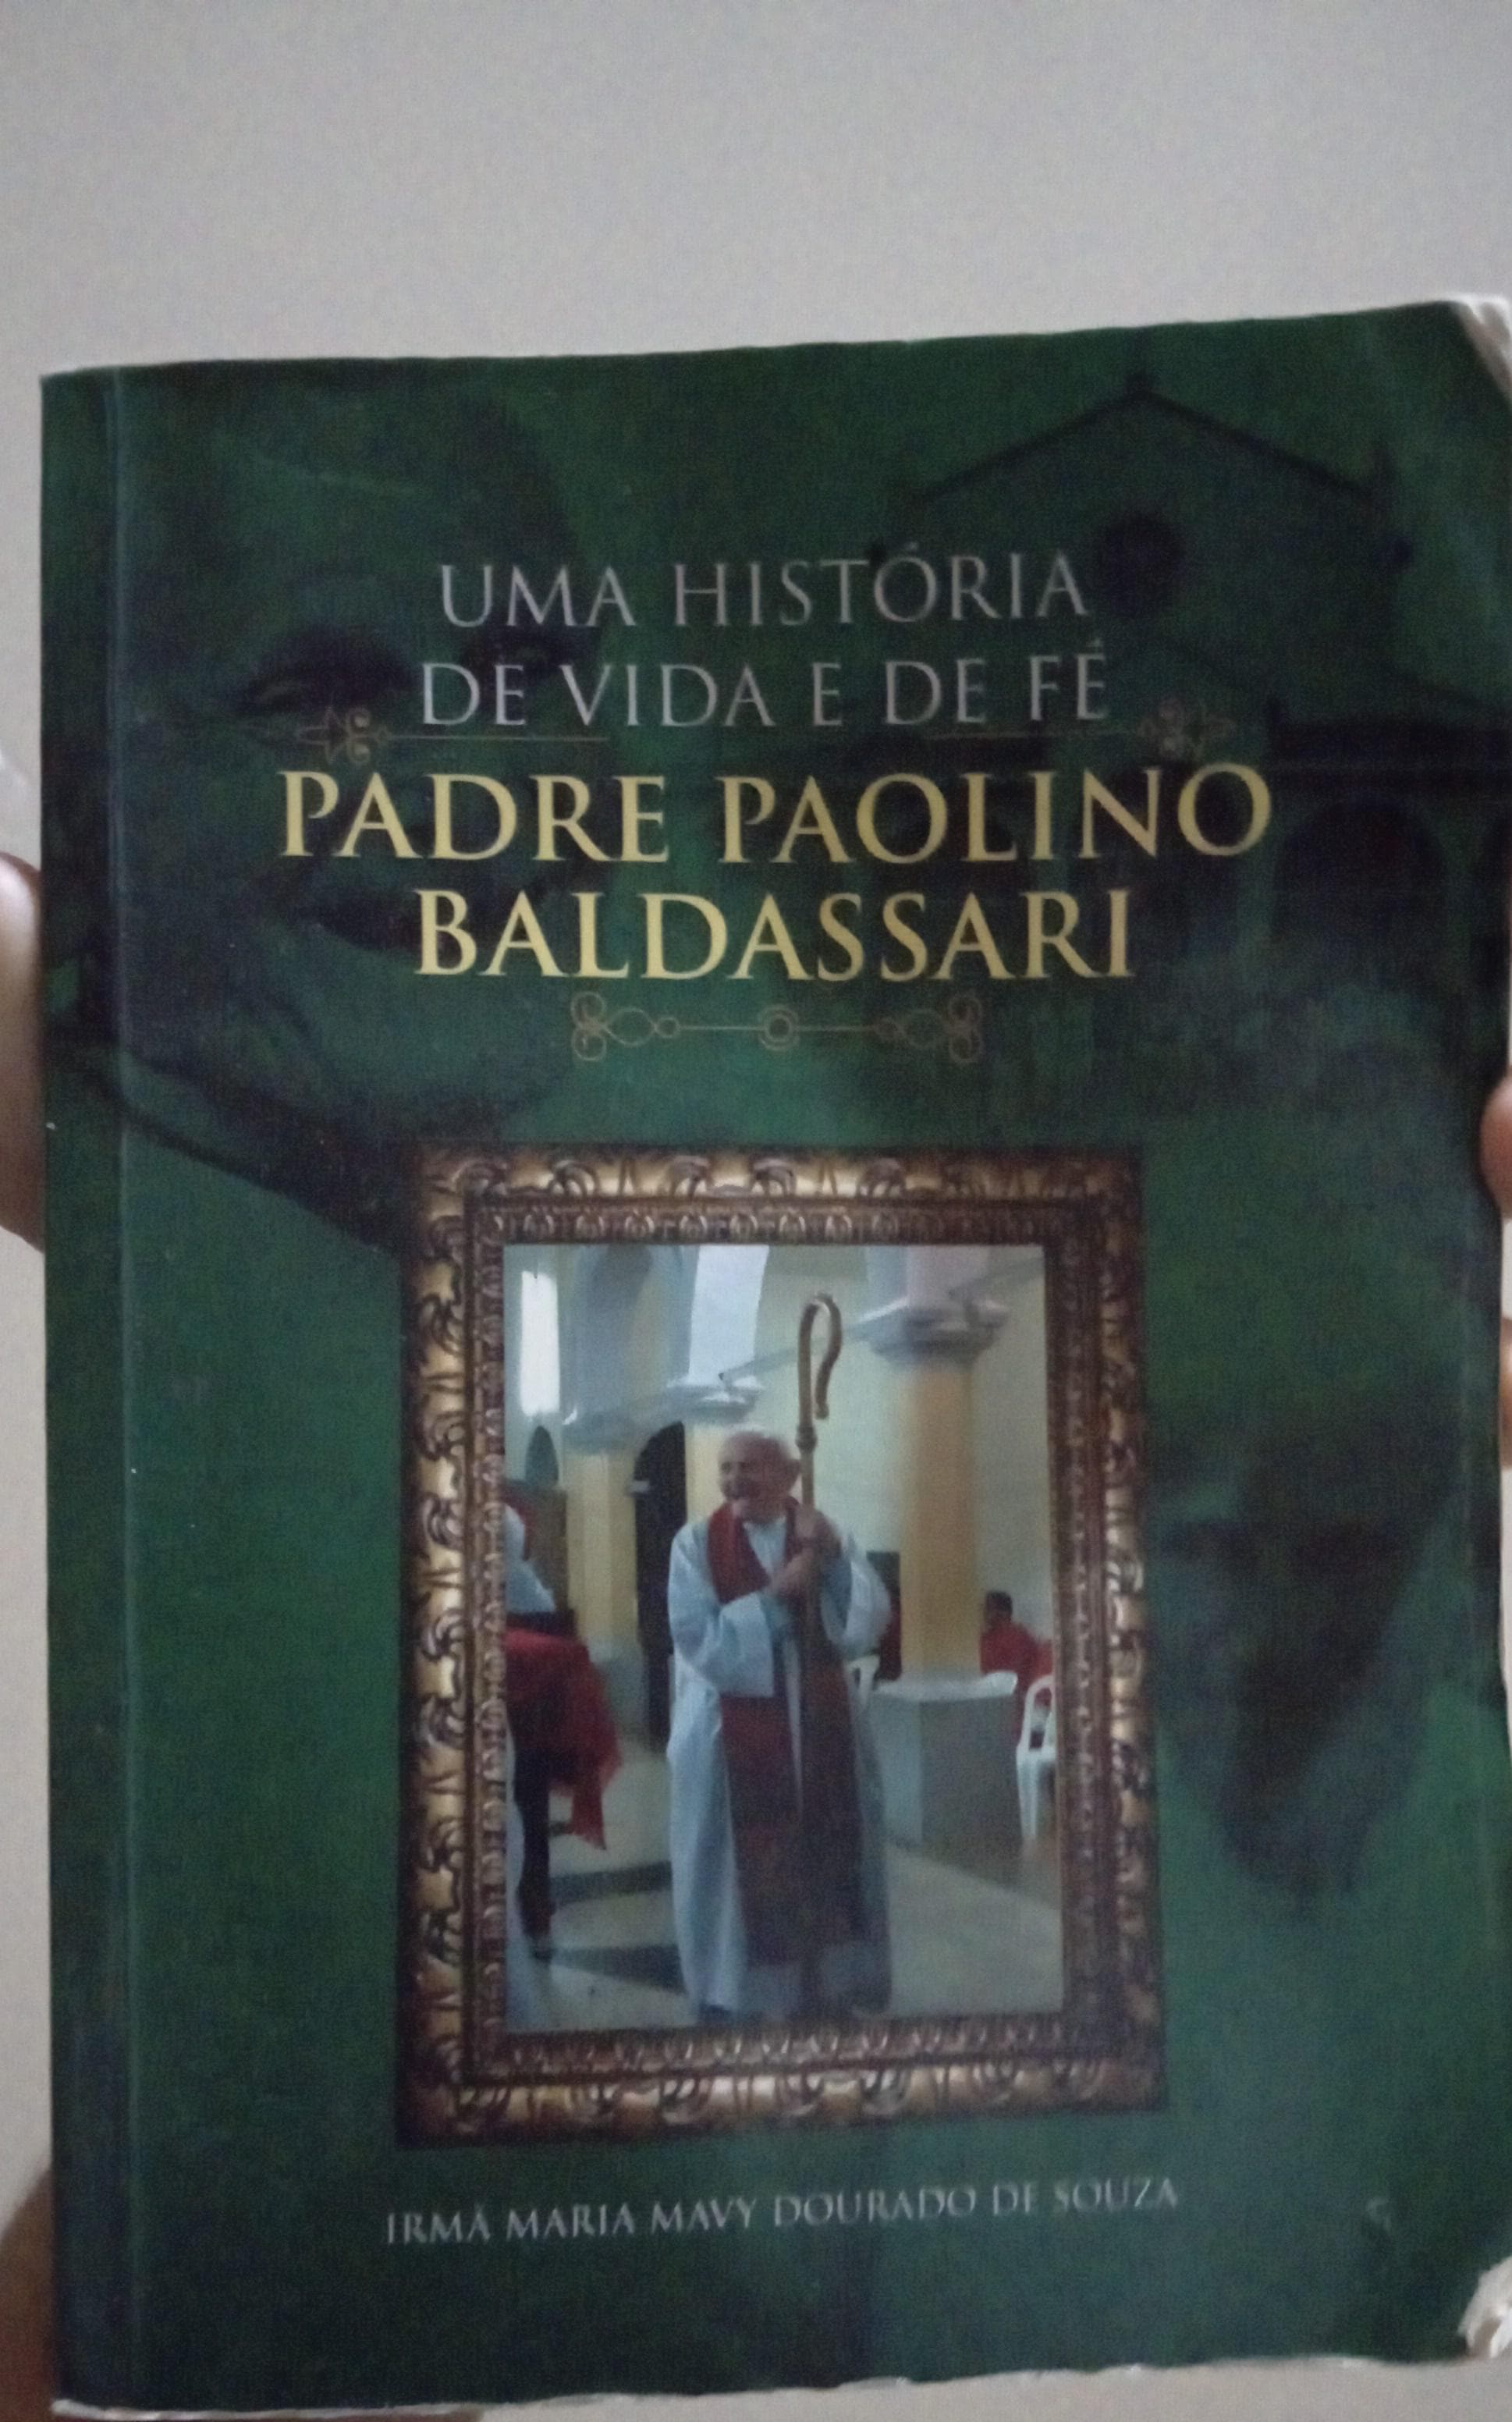 UMA HISTÓRIA
DE VIDA E DE FÉ
PADRE PAOLINO
BALDASSARI
IRMÃ MARIA MAVY DOURADO DE SOUZA